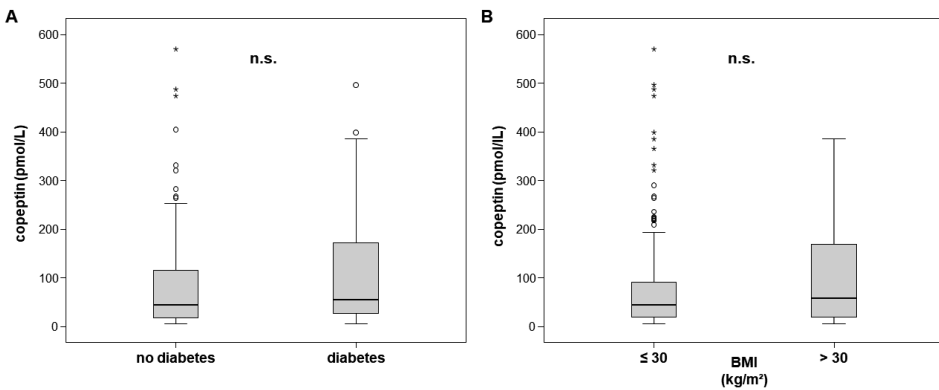 A
B
600
500
400
300
200
100
0
copeptin (pmol/L)
n.s.
no diabetes
diabetes
600
500
400
300
200
100
0
copeptin (pmol/lL)
n.s.
≤ 30
BMI
(kg/m²)
> 30